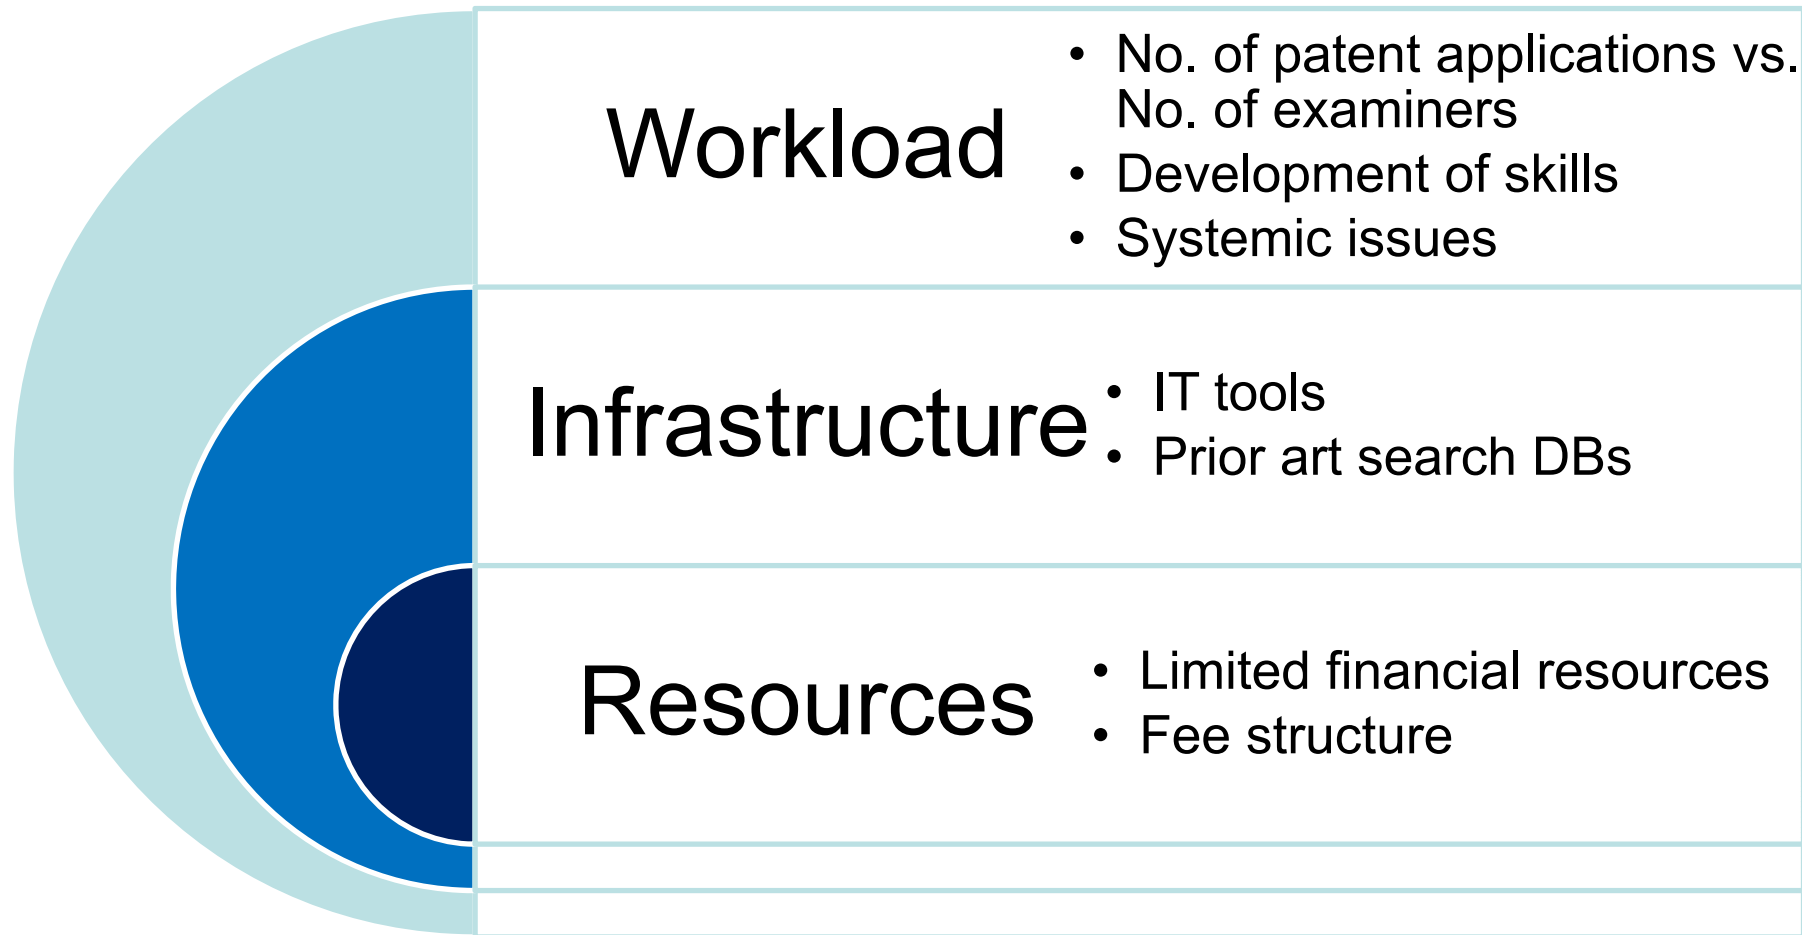 Workload
• No. of patent applications vs.
No. of examiners
• Development of skills
• Systemic issues
Infrastructure
• IT tools
• Prior art search DBs
Resources
• Limited financial resources
• Fee structure